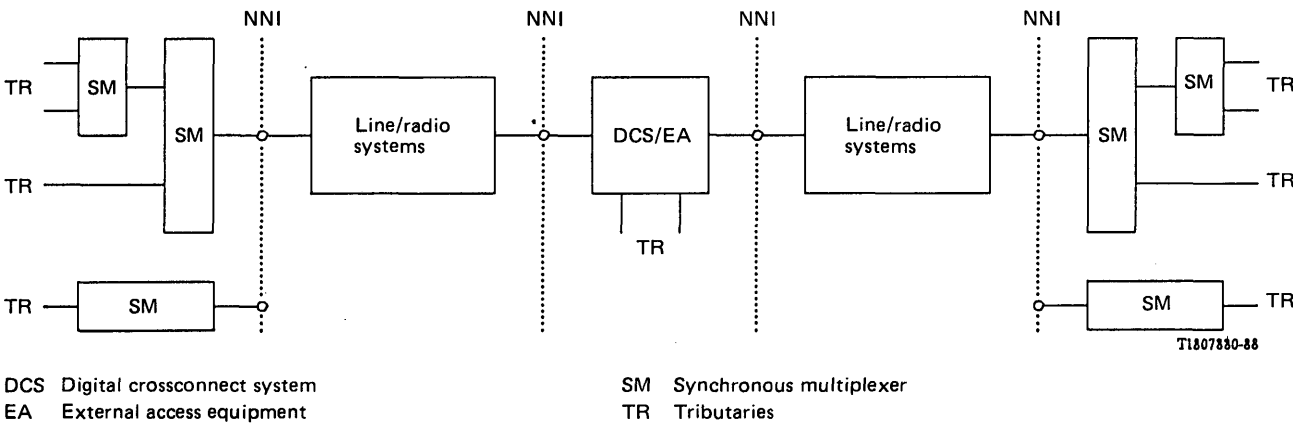 NNI NNI NNI NNI
TR SM SM TR
SM Line/radio systems DCS/EA Line/radio systems SM
TR TR
TR
TR SM SM TR
T1807830-88
DCS Digital crossconnect system
EA External access equipment
SM Synchronous multiplexer
TR Tributaries